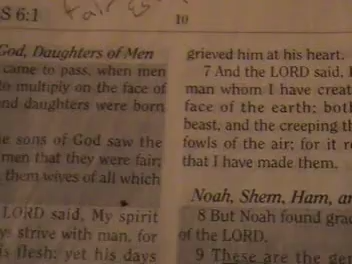 S 6:1
Fair
10
God, Daughters of Men
came to pass, when men
to multiply on the face of
nd daughters were born
e sons of God saw the
men that they were fair;
them wives of all which
LORD said, My spirit
ys strive with man, for
is flesh: yet his days
grieved him at his heart.
7 And the LORD said, I
man whom I have creat
face of the earth; bot
beast, and the creeping th
fowls of the air; for it r
that I have made them.
Noah, Shem, Ham, an
8 But Noah found grac
of the LORD.
9 These are the gen